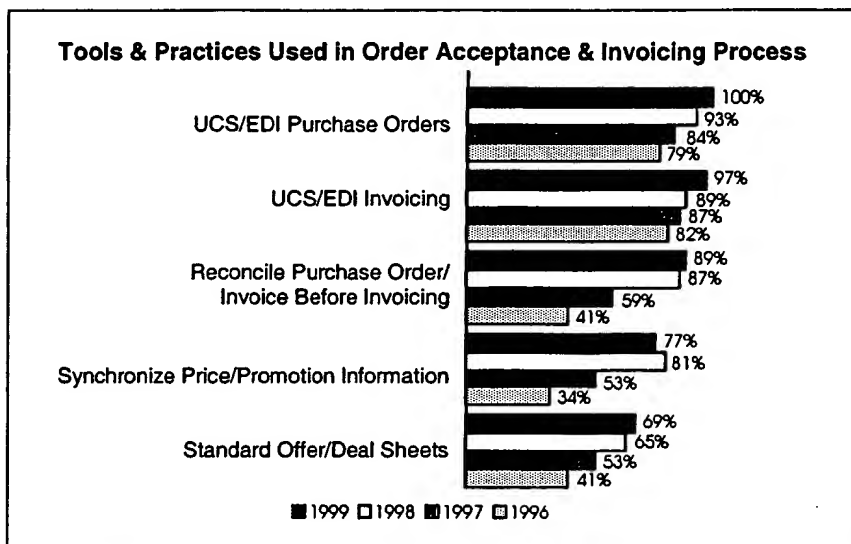 Tools & Practices Used in Order Acceptance & Invoicing Process
UCS/EDI Purchase Orders
100%
93%
84%
79%
UCS/EDI Invoicing
97%
89%
87%
82%
Reconcile Purchase Order/
Invoice Before Invoicing
89%
87%
59%
41%
Synchronize Price/Promotion Information
77%
81%
53%
34%
Standard Offer/Deal Sheets
69%
65%
53%
41%
1999 1998 1997 1996